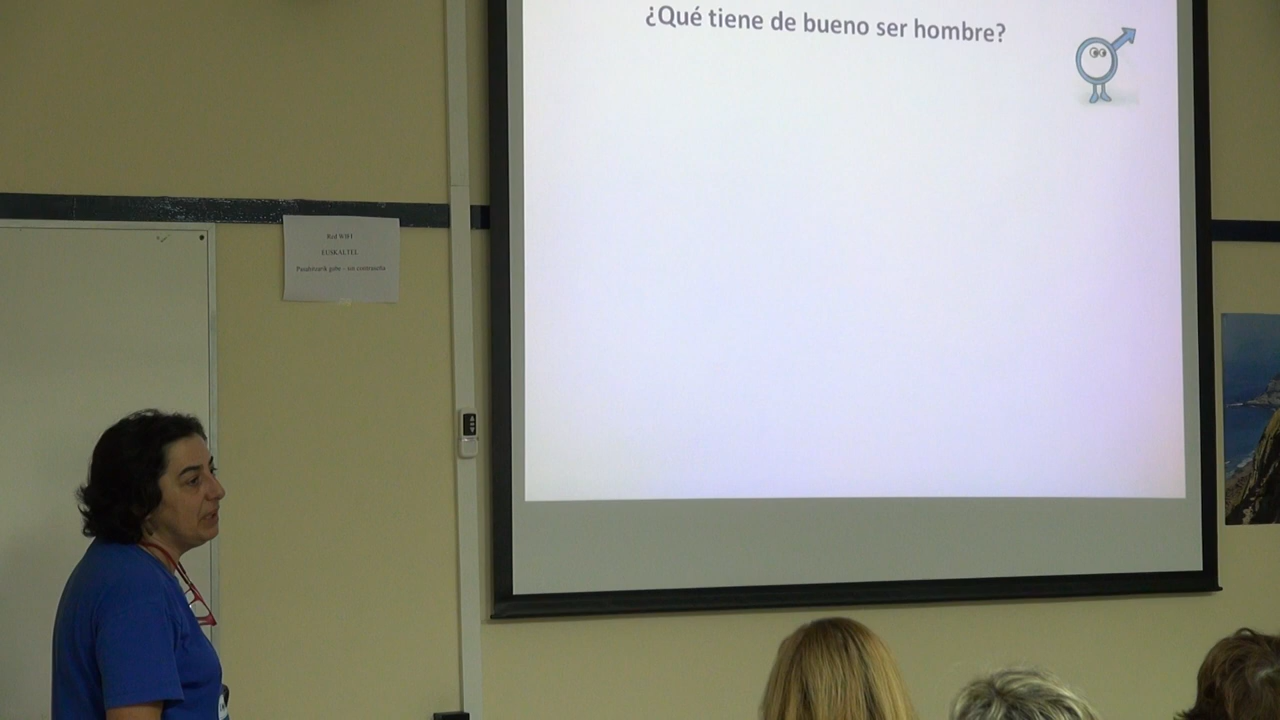 ¿Qué tiene de bueno ser hombre?
Red WIFI
EUSKALTEL
Pasahitzarik gabe - sin contraseña